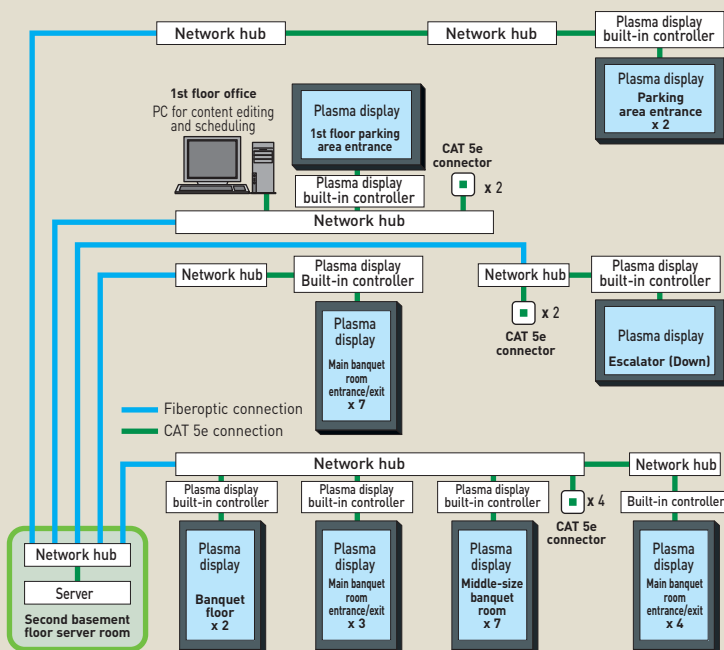 Network hub
Network hub
Plasma display
built-in controller
Plasma display
Parking
area entrance
x 2
1st floor office
PC for content editing
and scheduling
Plasma display
1st floor parking
area entrance
CAT 5e
connector
x 2
Plasma display
built-in controller
Network hub
Network hub
Plasma display
Built-in controller
Network hub
Plasma display
built-in controller
x 2
CAT 5e
connector
Plasma
display
Main banquet
room
entrance/exit
x 7
Plasma display
Escalator (Down)
Fiberoptic connection
CAT 5e connection
Network hub
Network hub
Plasma display
built-in controller
Plasma display
built-in controller
Plasma display
built-in controller
x 4
CAT 5e
connector
Built-in controller
Plasma
display
Banquet
floor
x 2
Plasma
display
Main banquet
room
entrance/exit
x 3
Plasma
display
Middle-size
banquet
room
x 7
Plasma
display
Main banquet
room
entrance/exit
x 4
Network hub
Server
Second basement
floor server room